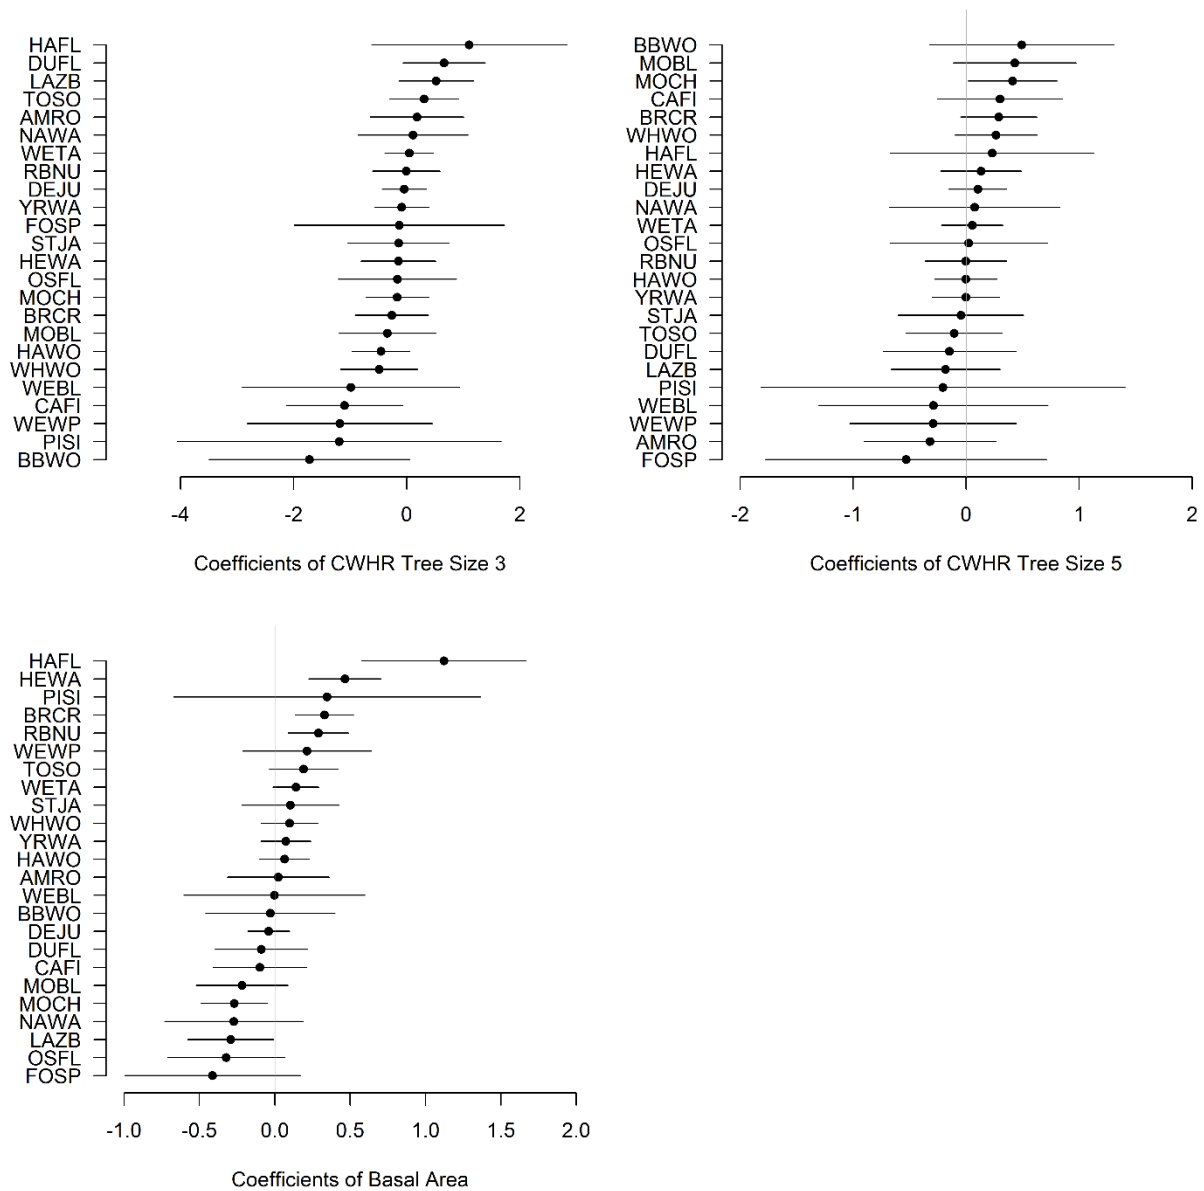 HAFL
DUFL
LAZB
TOSO
AMRO
NAWA
WETA
RBNU
DEJU
YRWA
FOSP
STJA
HEWA
OSFL
MOCH
BRCR
MOBL
HAWO
WHWO
WEBL
CAFI
WEWP
PISI
BBWO
-4 -2 0 2
Coefficients of CWHR Tree Size 3
BBWO
MOBL
MOCH
CAFI
BRCR
WHWO
HAFL
HEWA
DEJU
NAWA
WETA
OSFL
RBNU
HAWO
YRWA
STJA
TOSO
DUFL
LAZB
PISI
WEBL
WEWP
AMRO
FOSP
-2 -1 0 1 2
Coefficients of CWHR Tree Size 5
HAFL
HEWA
PISI
BRCR
RBNU
WEWP
TOSO
WETA
STJA
WHWO
YRWA
HAWO
AMRO
WEBL
BBWO
DEJU
DUFL
CAFI
MOBL
MOCH
NAWA
LAZB
OSFL
FOSP
-1.0 -0.5 0.0 0.5 1.0 1.5 2.0
Coefficients of Basal Area